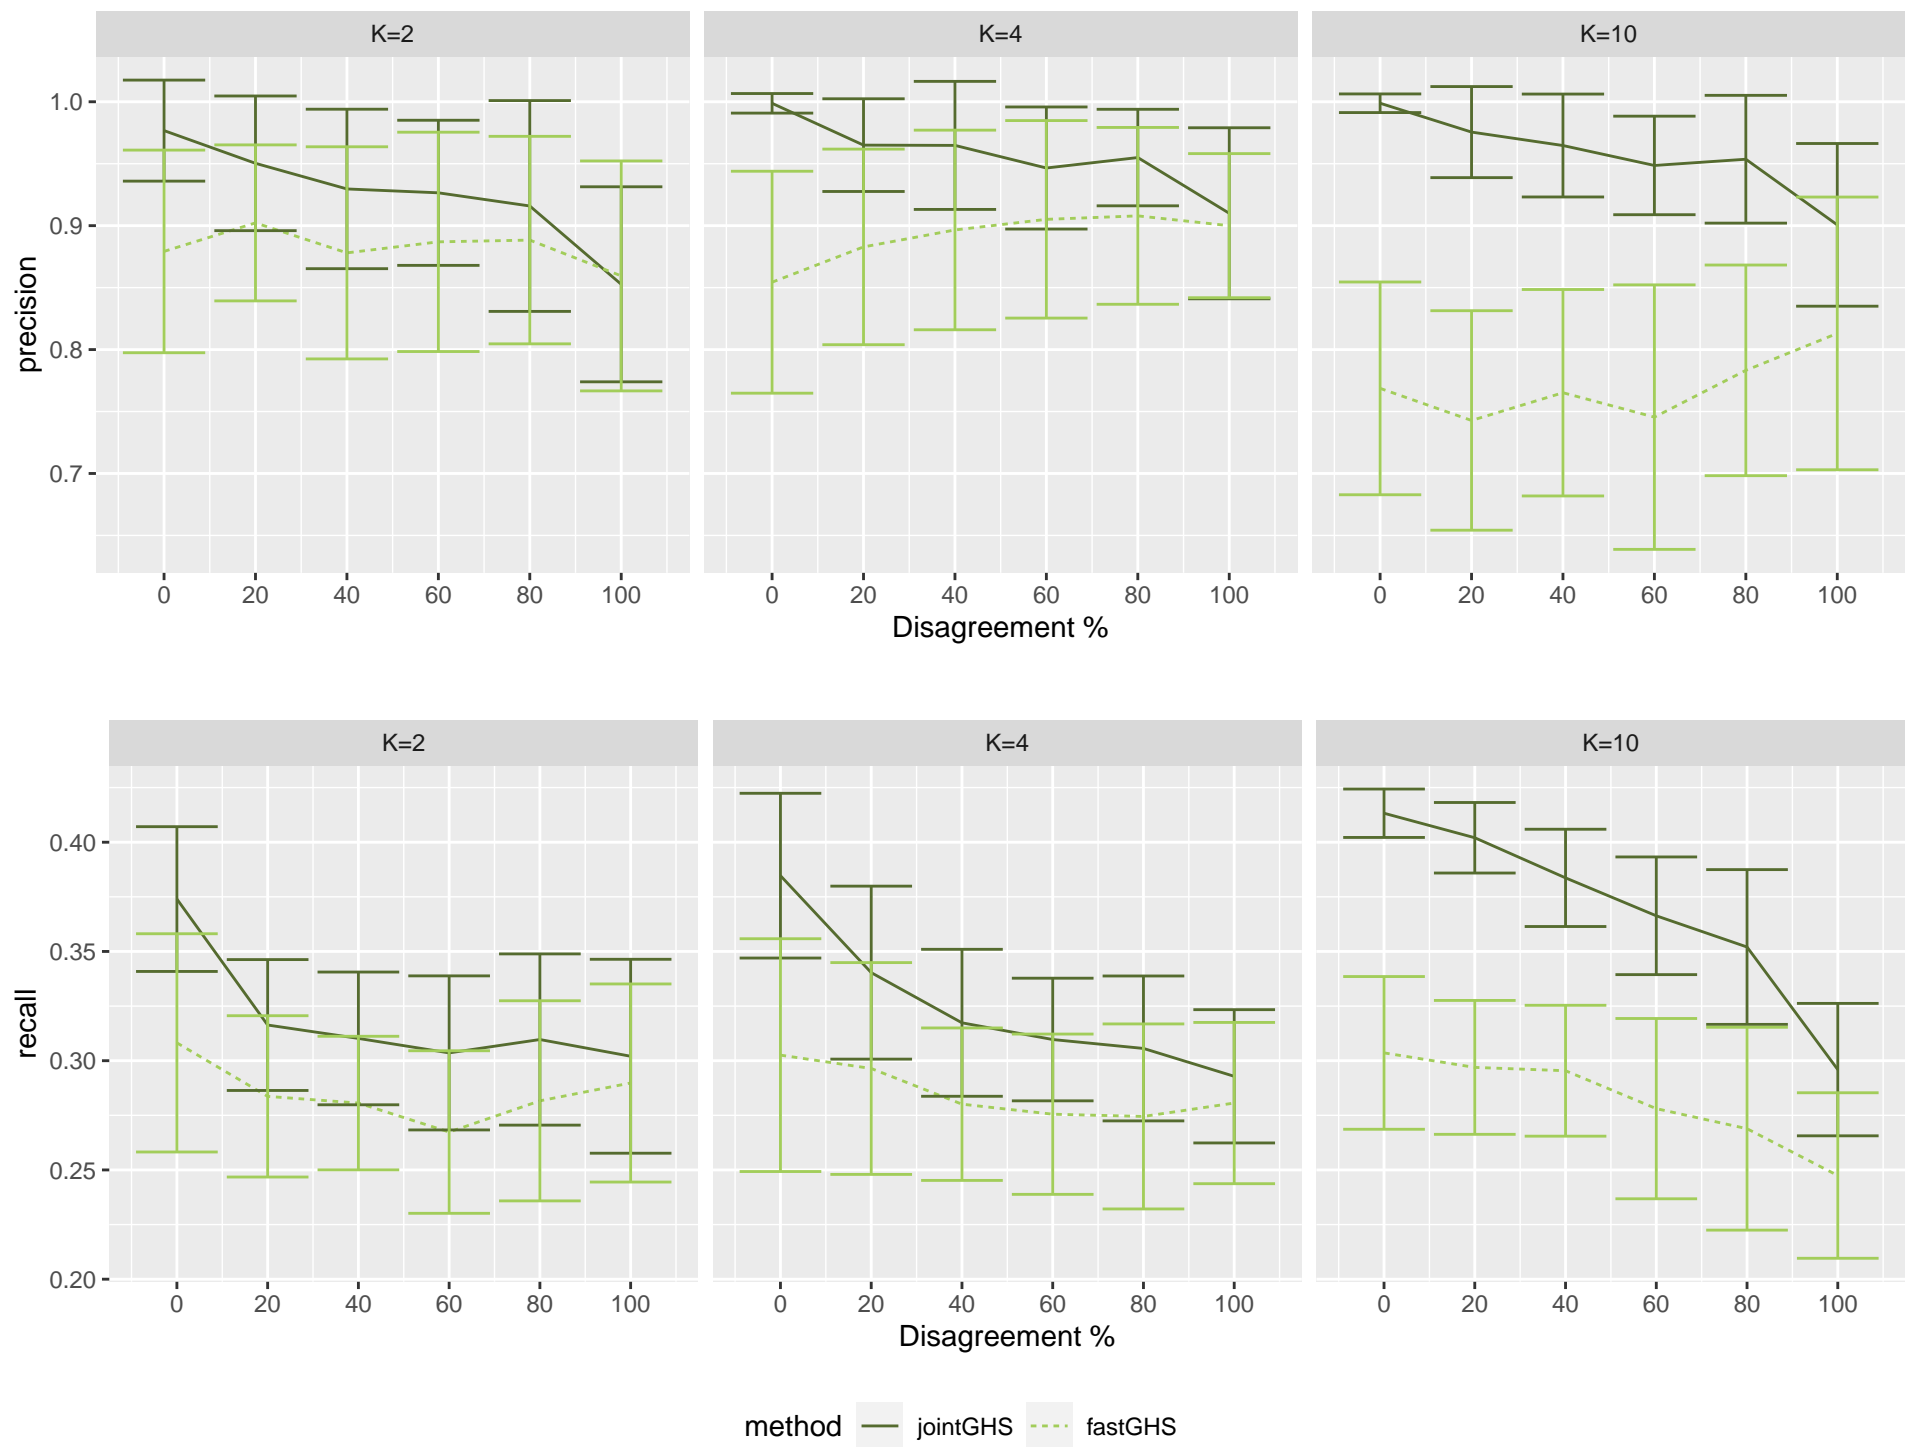 K=2 K=4 K=10
1.0
0.9
0.8
0.7
precision
0 20 40 60 80 100 0 20 40 60 80 100 0 20 40 60 80 100
Disagreement %
K=2 K=4 K=10
0.40
0.35
0.30
0.25
0.20
recall
0 20 40 60 80 100 0 20 40 60 80 100 0 20 40 60 80 100
Disagreement %
method jointGHS fastGHS